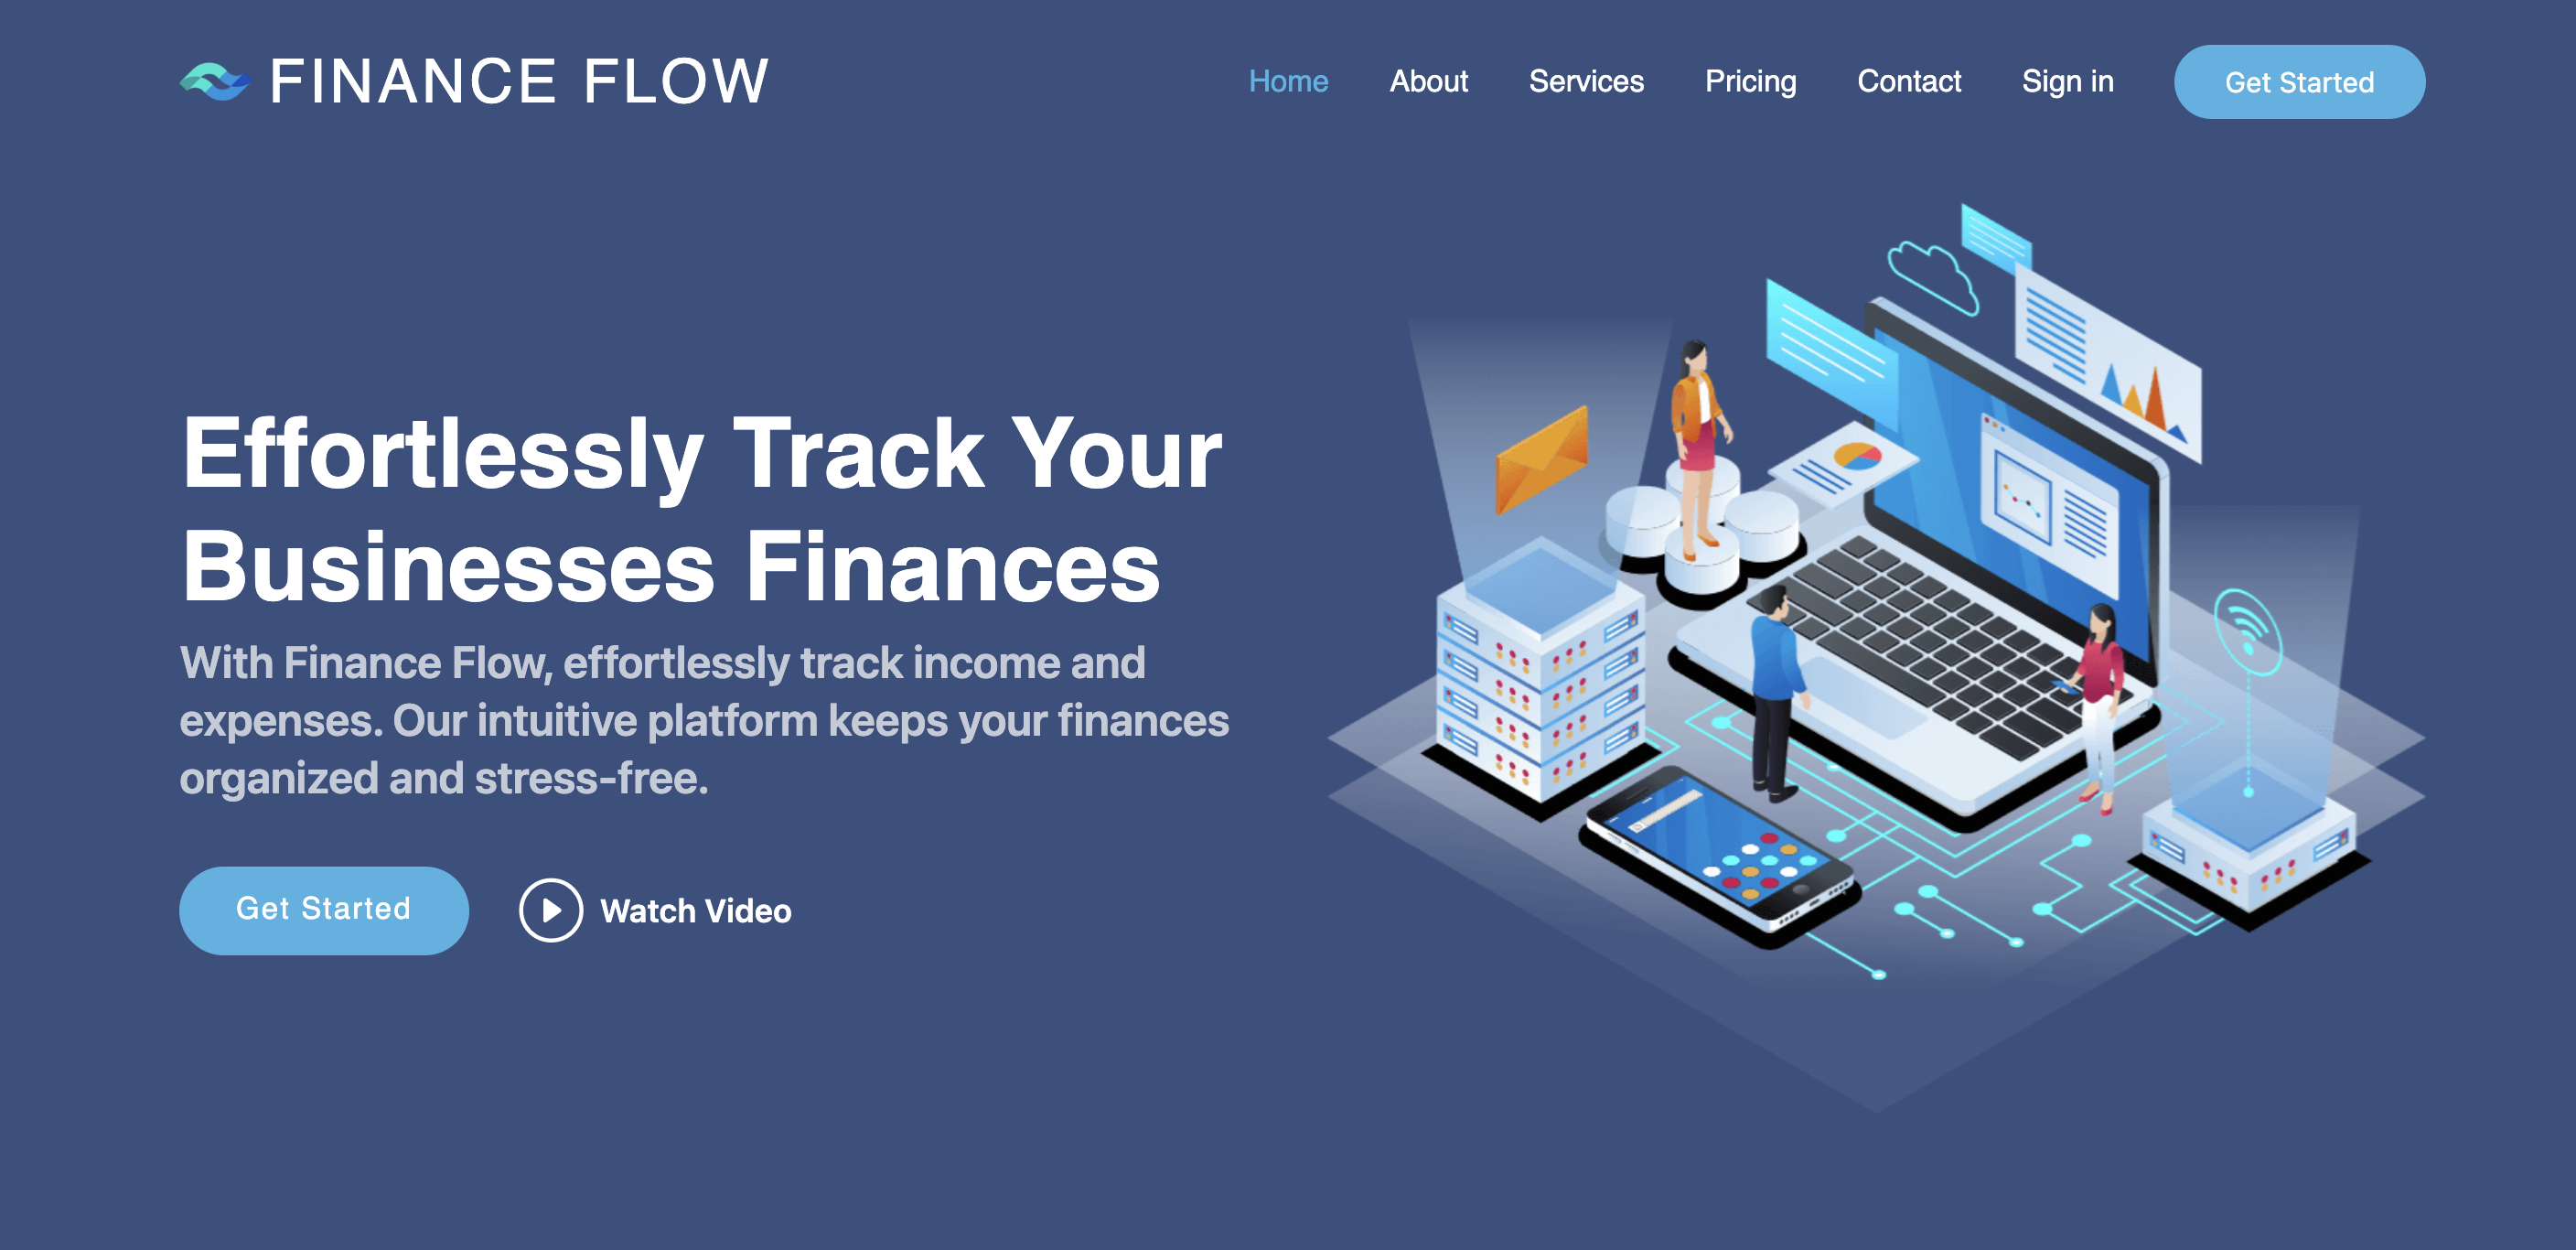 FINANCE FLOW
Home About Services Pricing Contact Sign in Get Started
Effortlessly Track Your
Businesses Finances
With Finance Flow, effortlessly track income and
expenses. Our intuitive platform keeps your finances
organized and stress-free.
Get Started Watch Video